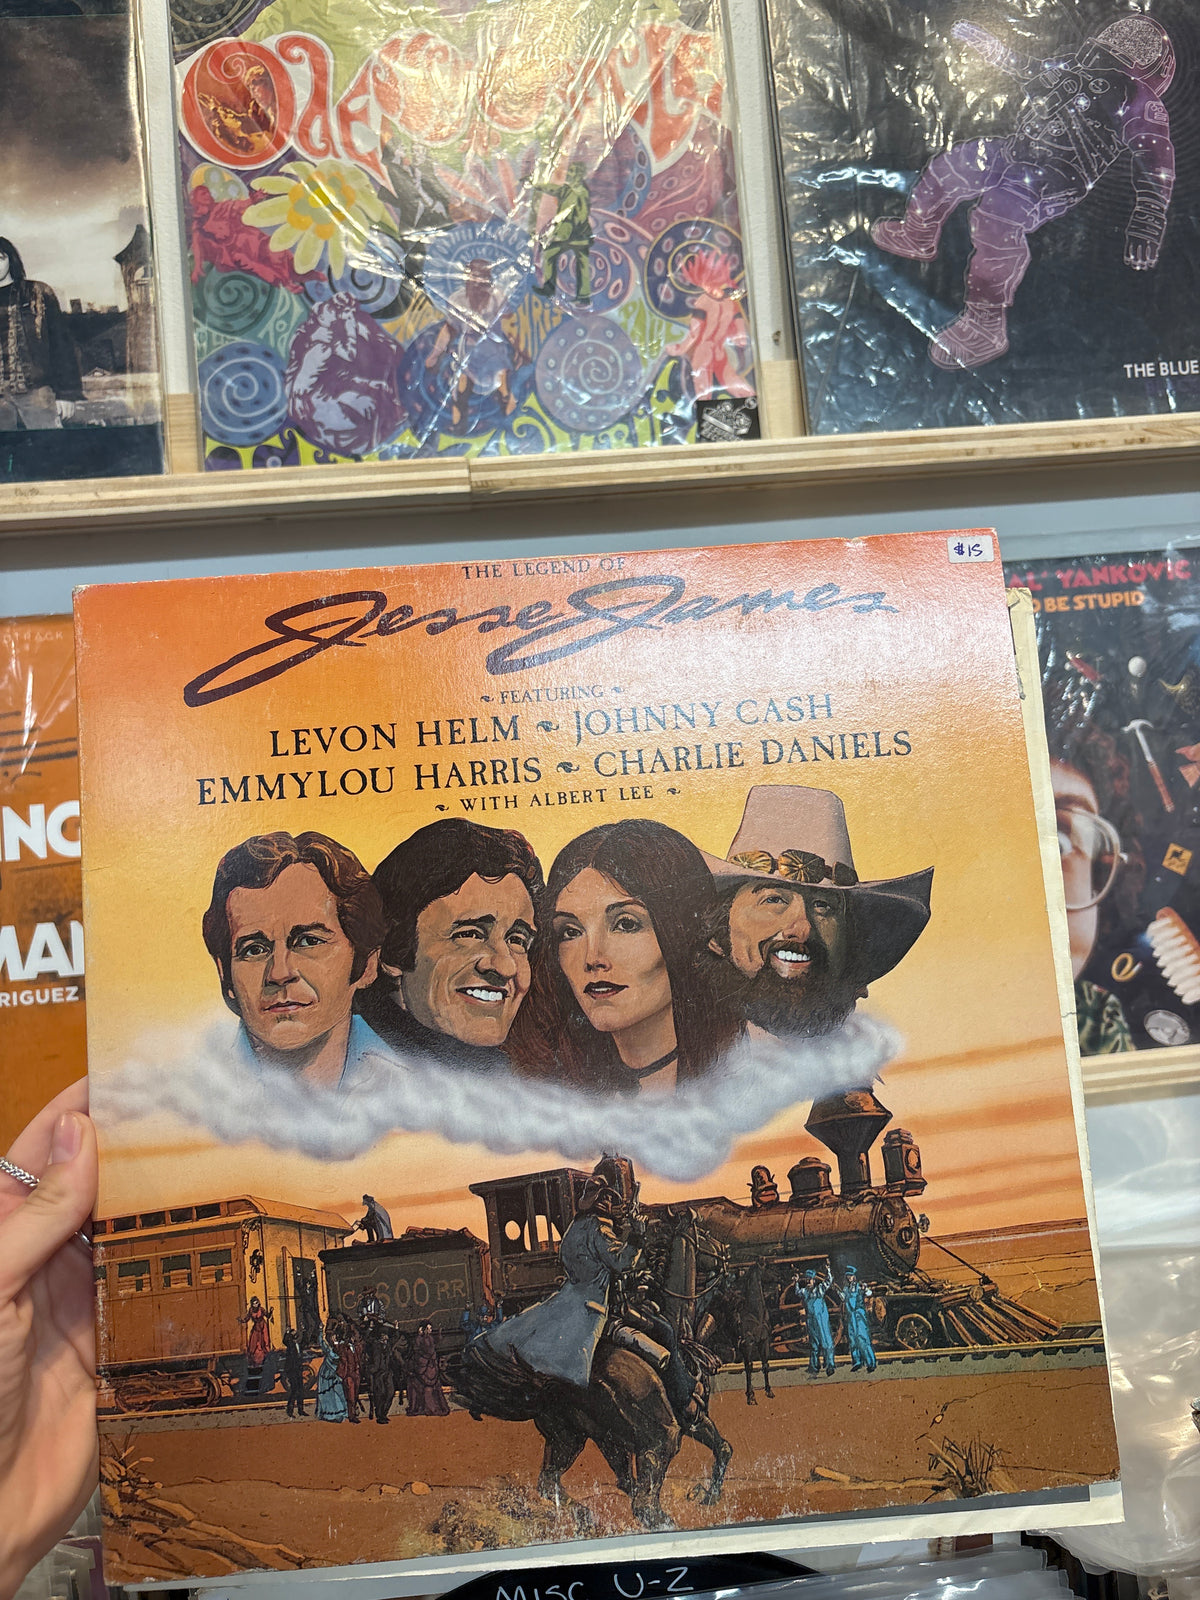 THE BLUE
$15
THE LEGEND OF
Jesse James
~ FEATURING ~
LEVON HELM ~ JOHNNY CASH
EMMYLOU HARRIS ~ CHARLIE DANIELS
~ WITH ALBERT LEE ~
YANKOVIC
BE STUPID
RIGUEZ
600 RR
MISC U-Z